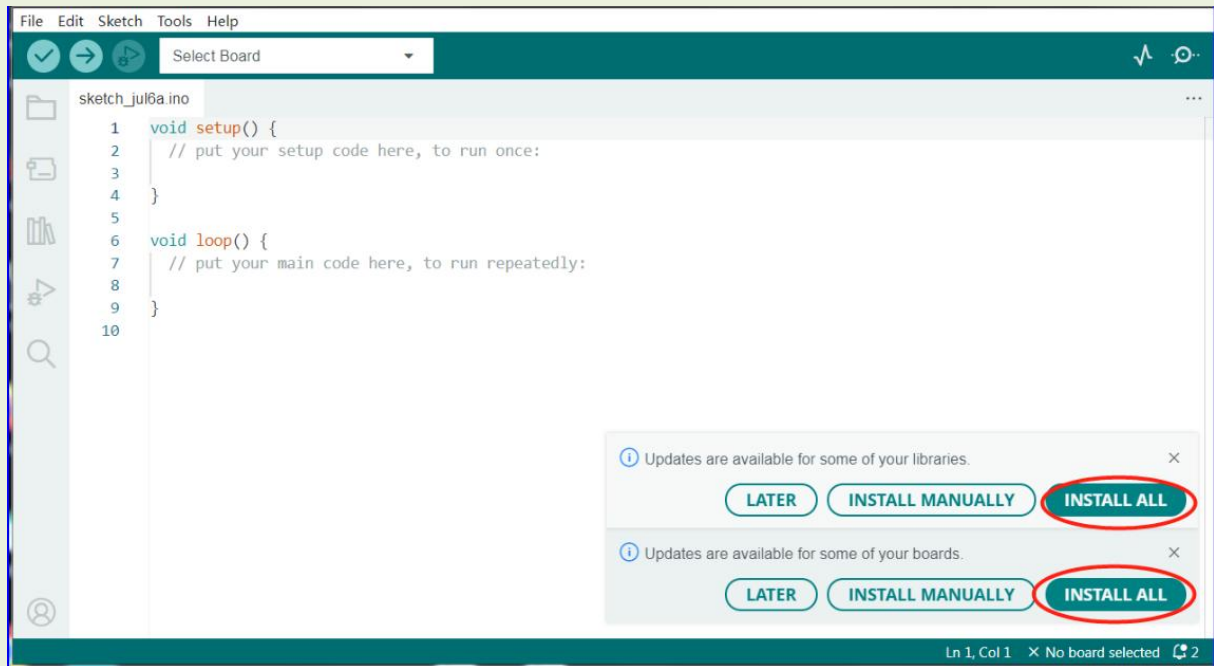 File Edit Sketch Tools Help
Select Board
sketch_jul6a.ino
1 void setup() {
2 // put your setup code here, to run once:
3
4 }
5
6 void loop() {
7 // put your main code here, to run repeatedly:
8
9 }
10
Updates are available for some of your libraries.
LATER INSTALL MANUALLY INSTALL ALL
Updates are available for some of your boards.
LATER INSTALL MANUALLY INSTALL ALL
Ln 1, Col 1 × No board selected 2